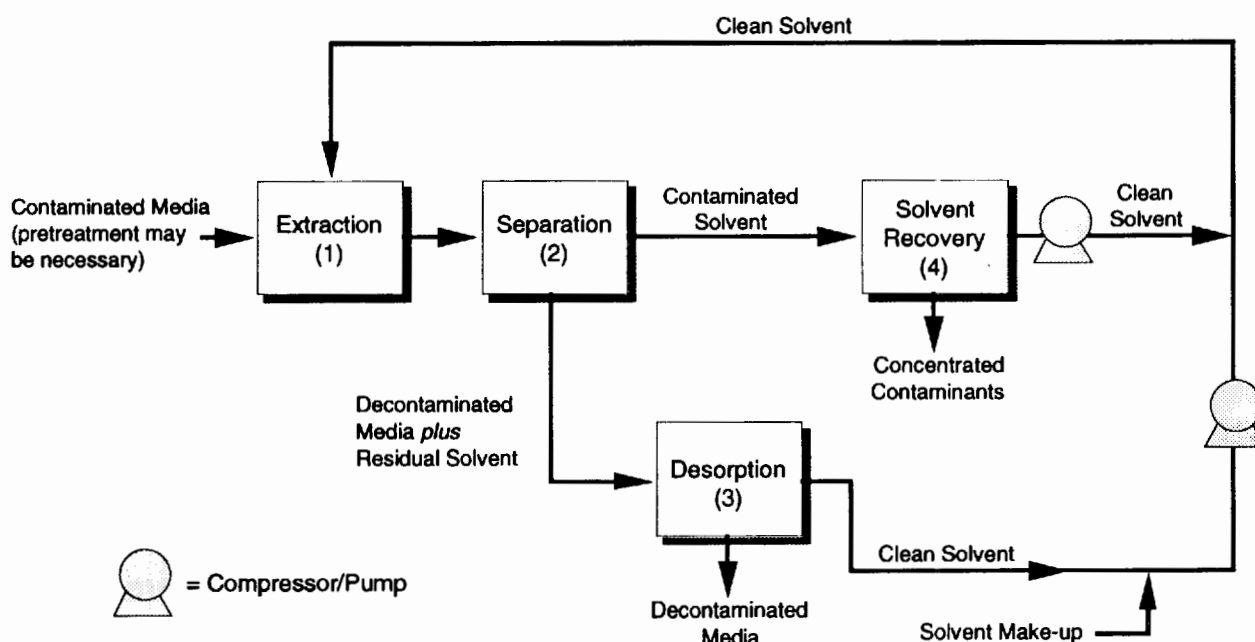 Clean Solvent
Contaminated Media
(pretreatment may
be necessary)
Extraction
(1)
Separation
(2)
Contaminated
Solvent
Solvent
Recovery
(4)
Clean
Solvent
Concentrated
Contaminants
Decontaminated
Media plus
Residual Solvent
Desorption
(3)
Clean Solvent
= Compressor/Pump
Decontaminated
Media
Solvent Make-up